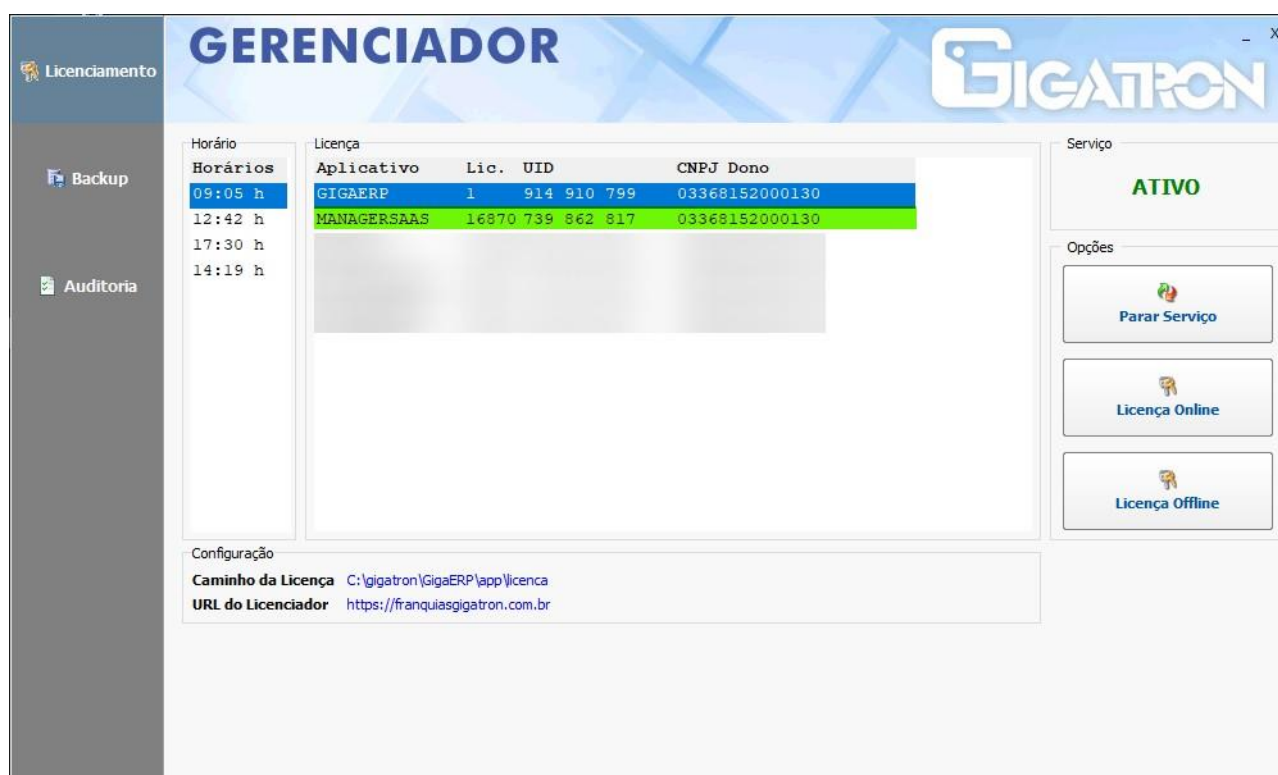 GERENCIADOR
GIGATRON
_ X
Licenciamento
Backup
Auditoria
Horário
Horários
09:05 h
12:42 h
17:30 h
14:19 h
Licença
Aplicativo Lic. UID CNPJ Dono
GIGAERP 1 914 910 799 03368152000130
MANAGERSAAS 16870 739 862 817 03368152000130
Serviço
ATIVO
Opções
Parar Serviço
Licença Online
Licença Offline
Configuração
Caminho da Licença C:\gigatron\GigaERP\app\licenca
URL do Licenciador https://franquiasgigatron.com.br